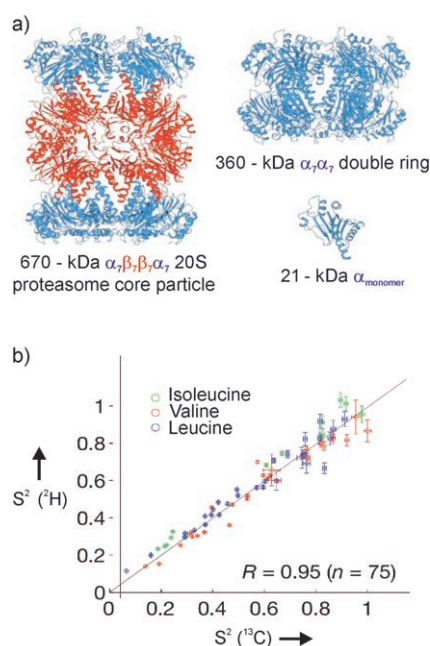 a)
360 - kDa α₇α₇ double ring
670 - kDa α₇β₇β₇α₇ 20S
proteasome core particle
21 - kDa αmonomer
b)
Isoleucine
Valine
Leucine
1
0.8
0.6
0.4
0.2
0
S² (²H)
R = 0.95 (n = 75)
0 0.2 0.4 0.6 0.8 1
S² (¹³C)